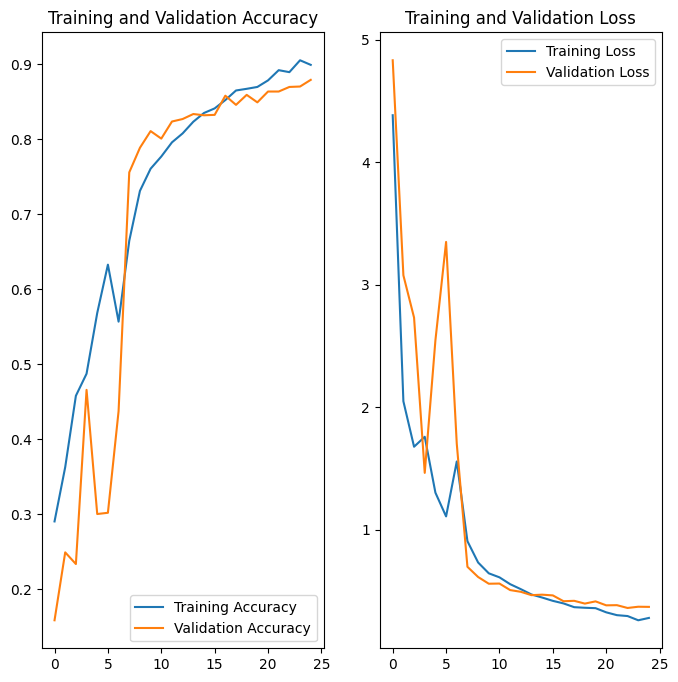 Training and Validation Accuracy
0.9
0.8
0.7
0.6
0.5
0.4
0.3
0.2
Training Accuracy
Validation Accuracy
0 5 10 15 20 25
Training and Validation Loss
5
4
3
2
1
Training Loss
Validation Loss
0 5 10 15 20 25